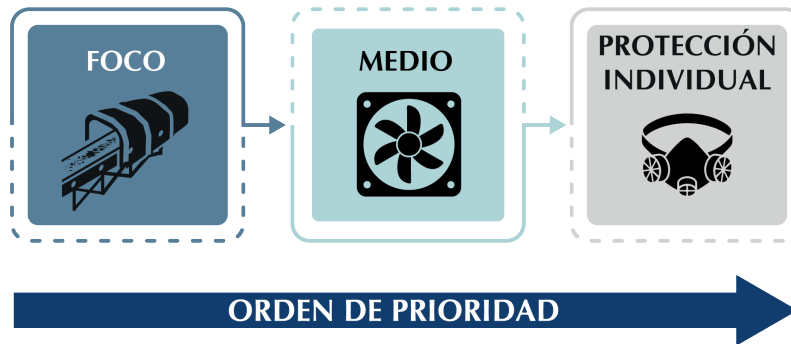 FOCO
MEDIO
PROTECCIÓN
INDIVIDUAL
ORDEN DE PRIORIDAD